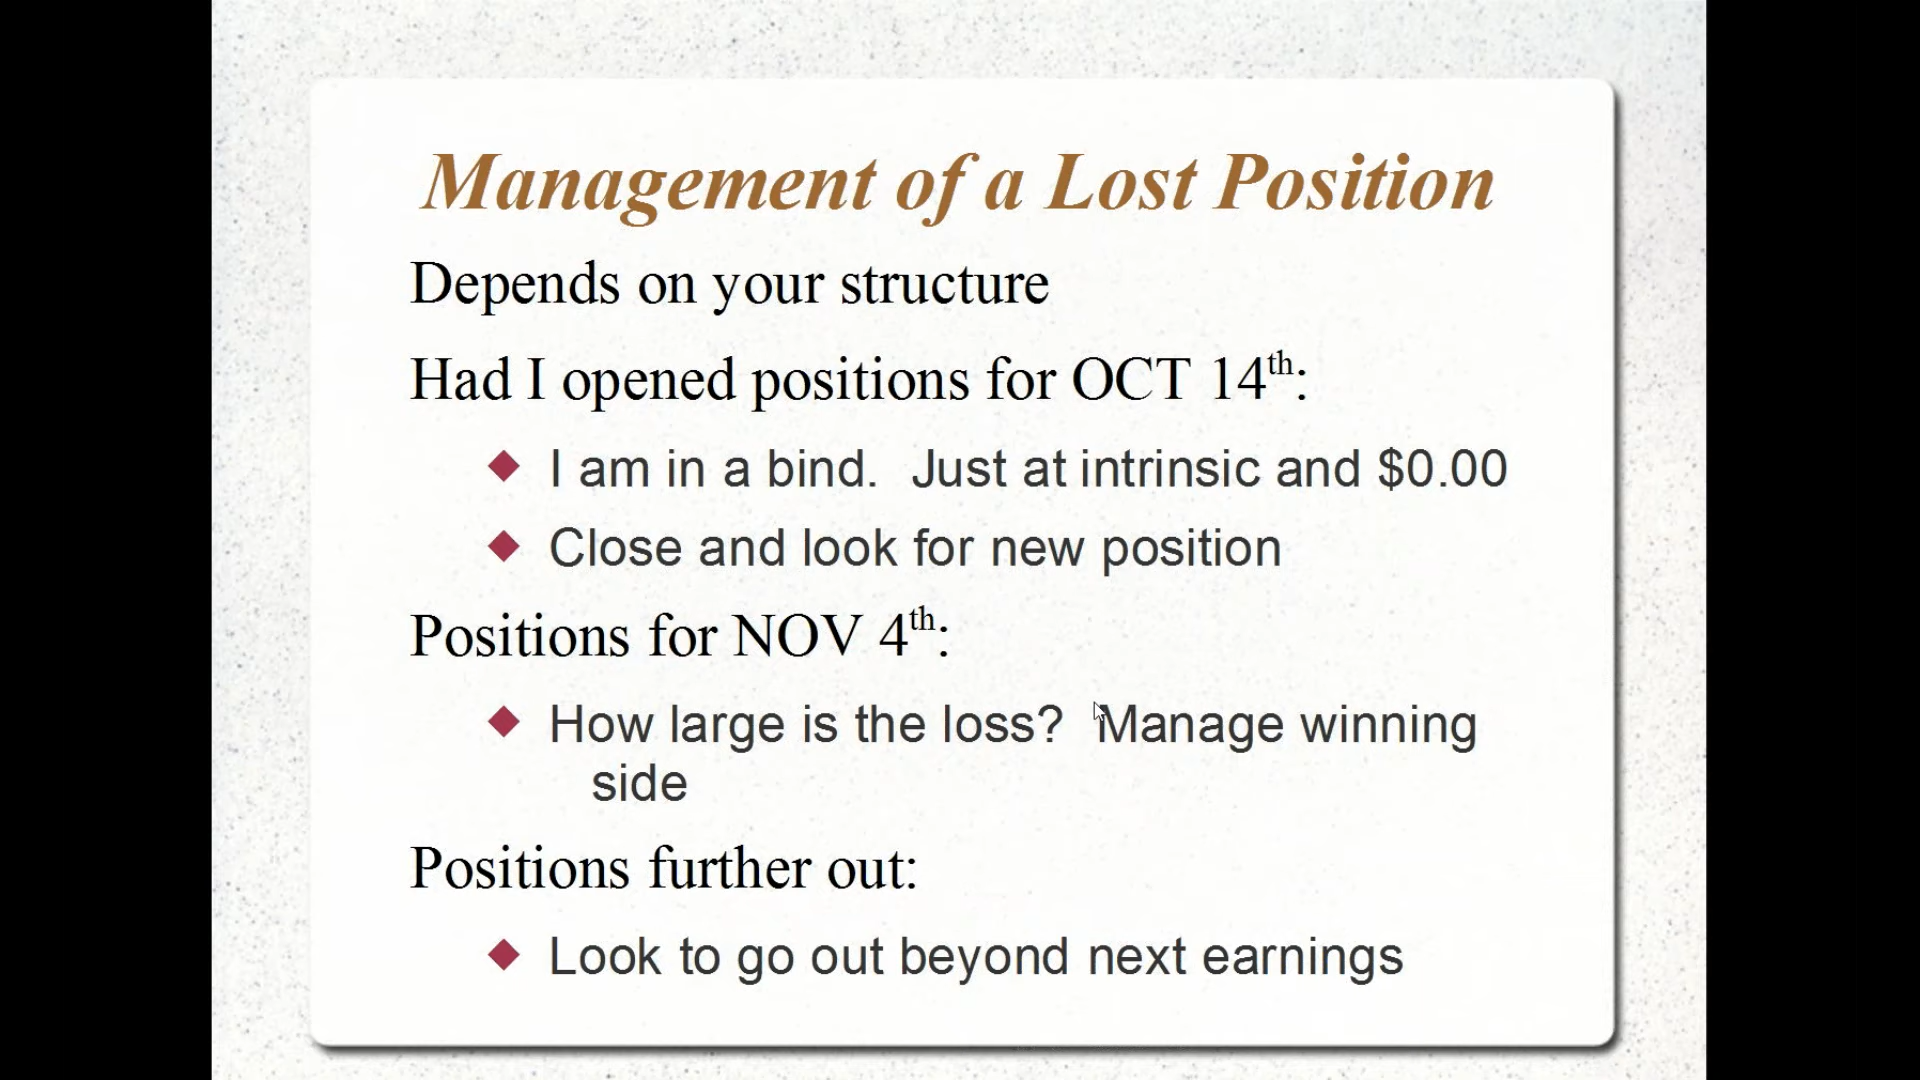 Management of a Lost Position
Depends on your structure
Had I opened positions for OCT 14th:
I am in a bind.  Just at intrinsic and $0.00
Close and look for new position
Positions for NOV 4th:
How large is the loss?  Manage winning
side
Positions further out:
Look to go out beyond next earnings